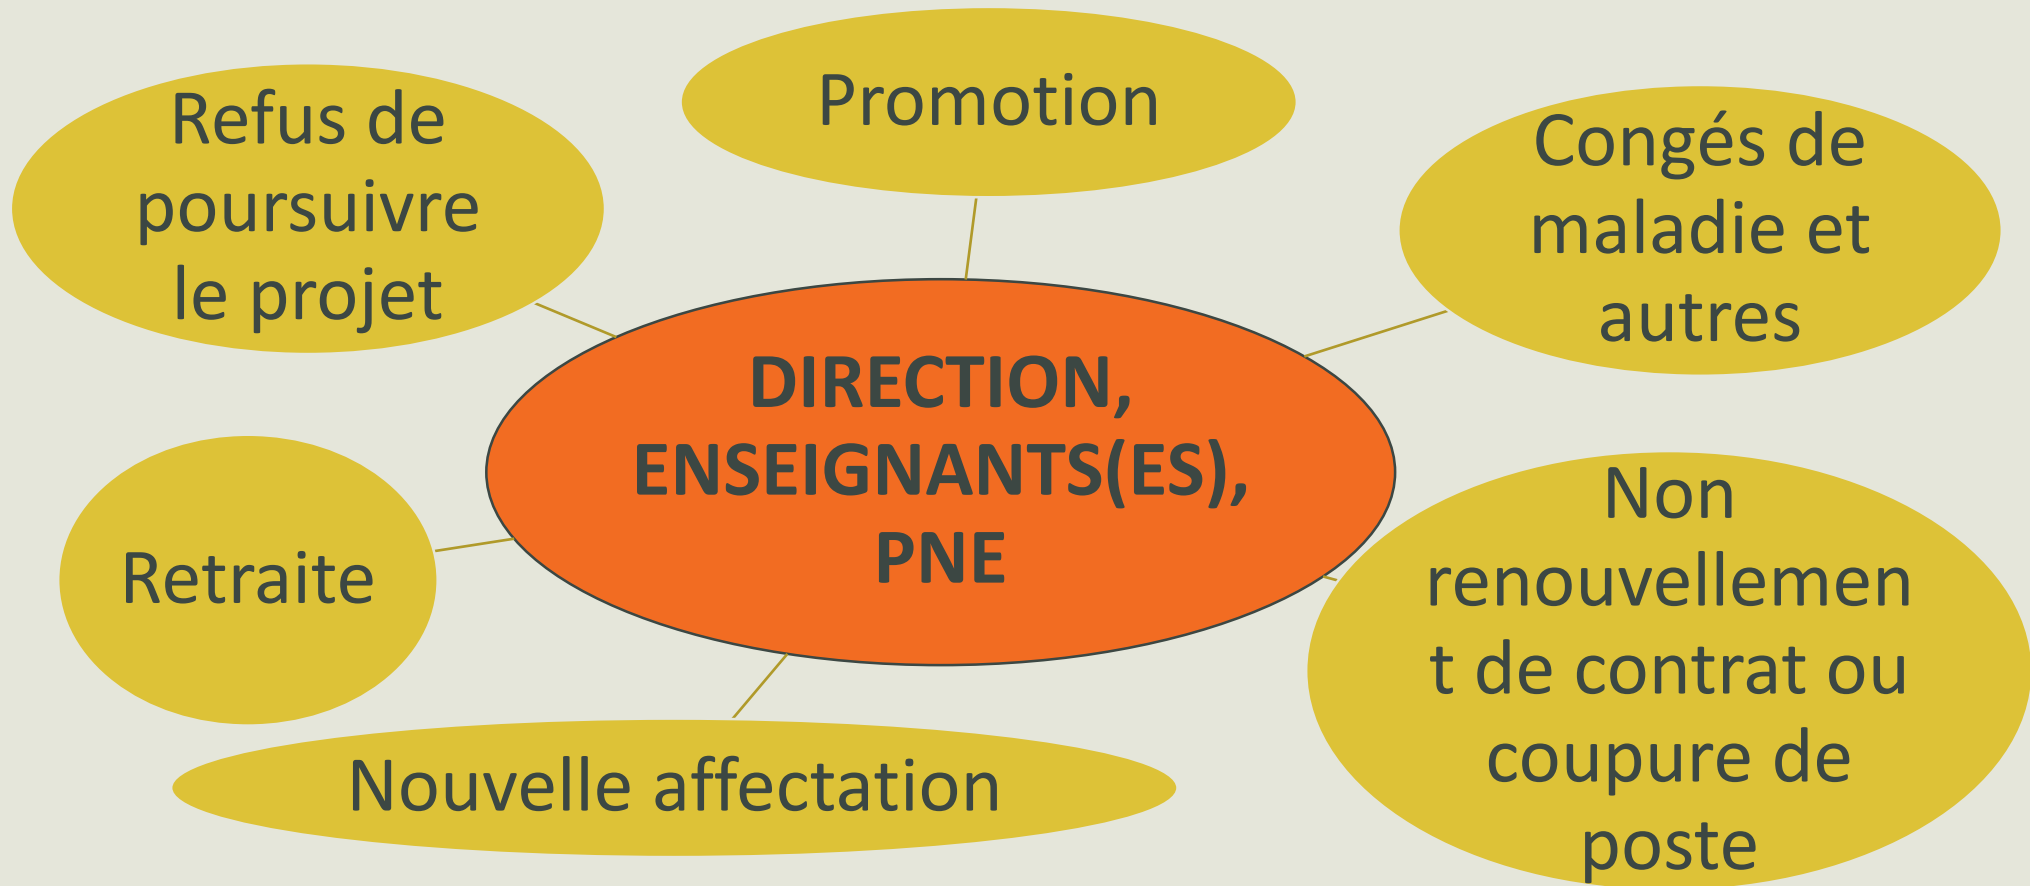 Promotion
Refus de
poursuivre
le projet
Congés de
maladie et
autres
DIRECTION,
ENSEIGNANTS(ES),
PNE
Retraite
Non
renouvellemen
t de contrat ou
coupure de
poste
Nouvelle affectation